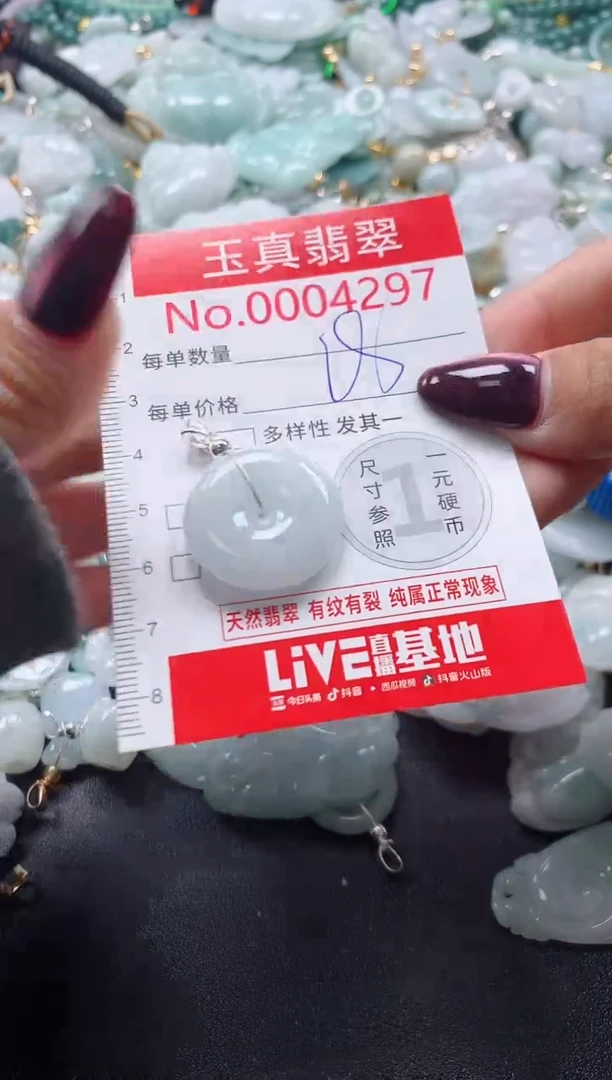 玉真翡翠
No.0004297
每单数量
18
每单价格
多样性 发其一
尺寸参照
1
一元硬币
天然翡翠 有纹有裂 纯属正常现象
LiVE直播基地
今日头条 抖音 西瓜视频 抖音火山版
1
2
3
4
5
6
7
8